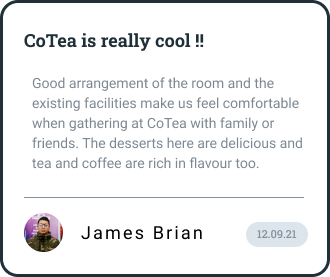 CoTea is really cool !!
Good arrangement of the room and the
existing facilities make us feel comfortable
when gathering at CoTea with family or
friends. The desserts here are delicious and
tea and coffee are rich in flavour too.
James Brian
12.09.21